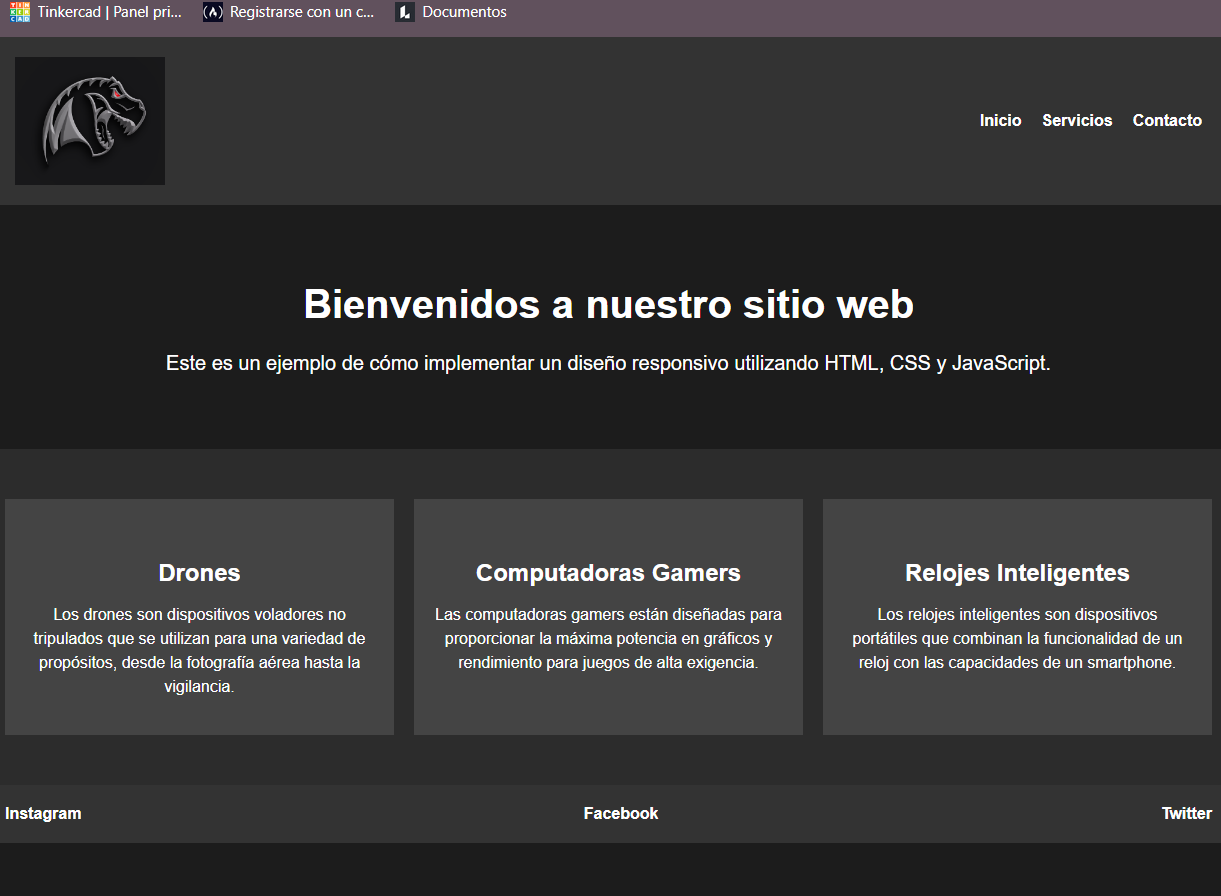 Tinkercad | Panel pri...
Registrarse con un c...
Documentos
Inicio Servicios Contacto
Bienvenidos a nuestro sitio web
Este es un ejemplo de cómo implementar un diseño responsivo utilizando HTML, CSS y JavaScript.
Drones
Los drones son dispositivos voladores no
tripulados que se utilizan para una variedad de
propósitos, desde la fotografía aérea hasta la
vigilancia.
Computadoras Gamers
Las computadoras gamers están diseñadas para
proporcionar la máxima potencia en gráficos y
rendimiento para juegos de alta exigencia.
Relojes Inteligentes
Los relojes inteligentes son dispositivos
portátiles que combinan la funcionalidad de un
reloj con las capacidades de un smartphone.
Instagram
Facebook
Twitter